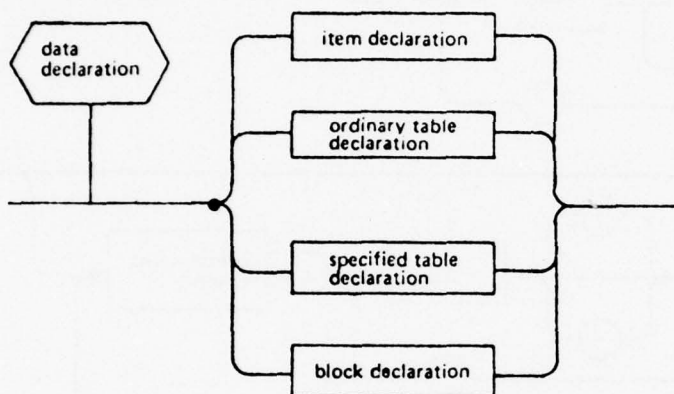 data
declaration
item declaration
ordinary table
declaration
specified table
declaration
block declaration